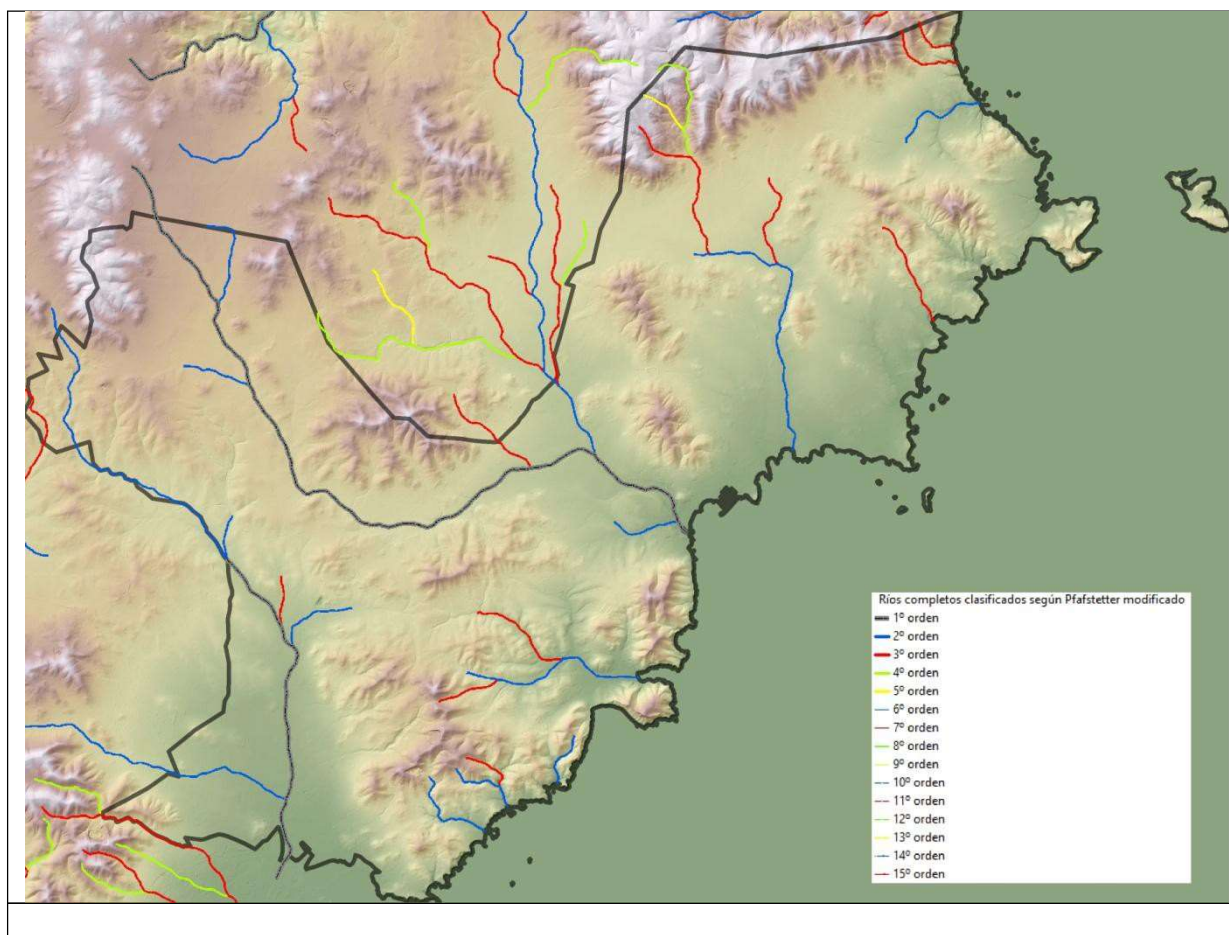 Ríos completos clasificados según Pfafstetter modificado
1º orden
2º orden
3º orden
4º orden
5º orden
6º orden
7º orden
8º orden
9º orden
10º orden
11º orden
12º orden
13º orden
14º orden
15º orden